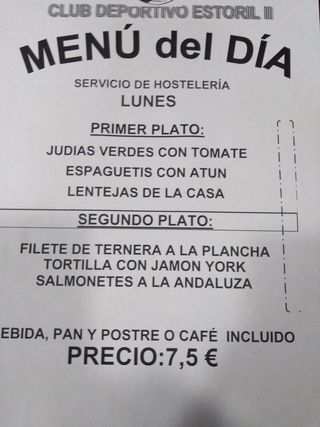 CLUB DEPORTIVO ESTORIL II
MENÚ del DÍA
SERVICIO DE HOSTELERÍA
LUNES
PRIMER PLATO:
JUDIAS VERDES CON TOMATE
ESPAGUETIS CON ATUN
LENTEJAS DE LA CASA
SEGUNDO PLATO:
FILETE DE TERNERA A LA PLANCHA
TORTILLA CON JAMON YORK
SALMONETES A LA ANDALUZA
EBIDA, PAN Y POSTRE O CAFÉ INCLUIDO
PRECIO:7,5 €